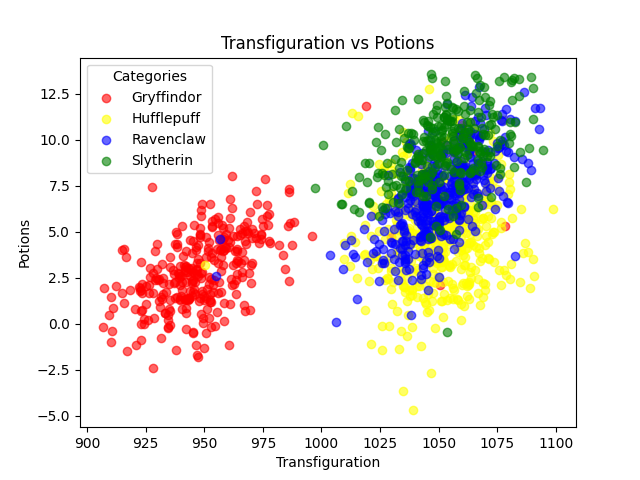 Transfiguration vs Potions
Categories
Gryffindor
Hufflepuff
Ravenclaw
Slytherin
12.5
10.0
7.5
5.0
2.5
0.0
−2.5
−5.0
Potions
900 925 950 975 1000 1025 1050 1075 1100
Transfiguration